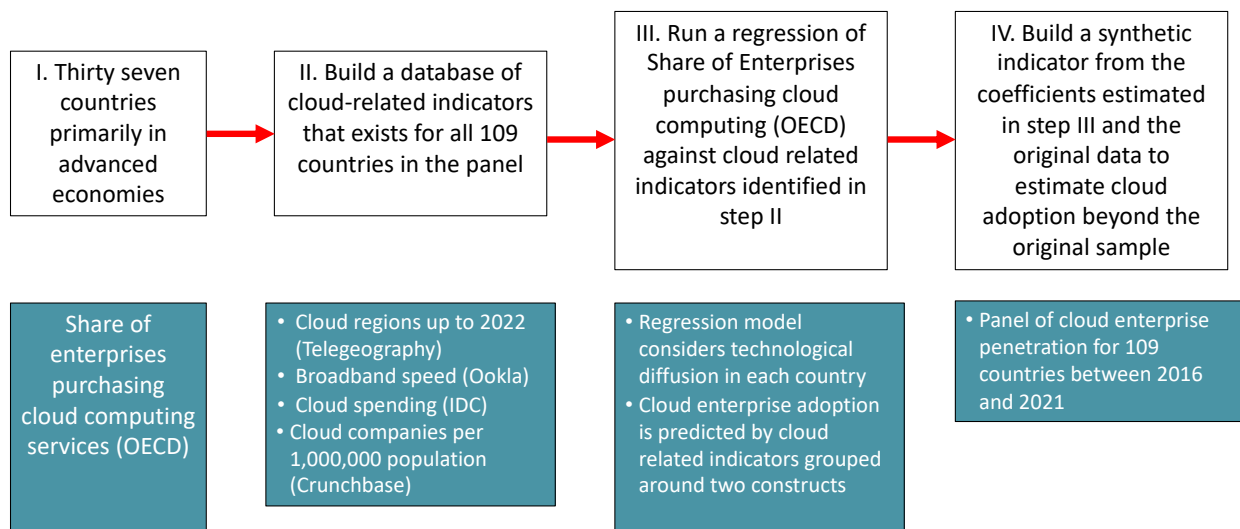 I. Thirty seven
countries
primarily in
advanced
economies
II. Build a database of
cloud-related indicators
that exists for all 109
countries in the panel
III. Run a regression of
Share of Enterprises
purchasing cloud
computing (OECD)
against cloud related
indicators identified in
step II
IV. Build a synthetic
indicator from the
coefficients estimated
in step III and the
original data to
estimate cloud
adoption beyond the
original sample
Share of
enterprises
purchasing
cloud computing
services (OECD)
• Cloud regions up to 2022
(Telegeography)
• Broadband speed (Ookla)
• Cloud spending (IDC)
• Cloud companies per
1,000,000 population
(Crunchbase)
• Regression model
considers technological
diffusion in each country
• Cloud enterprise adoption
is predicted by cloud
related indicators grouped
around two constructs
• Panel of cloud enterprise
penetration for 109
countries between 2016
and 2021